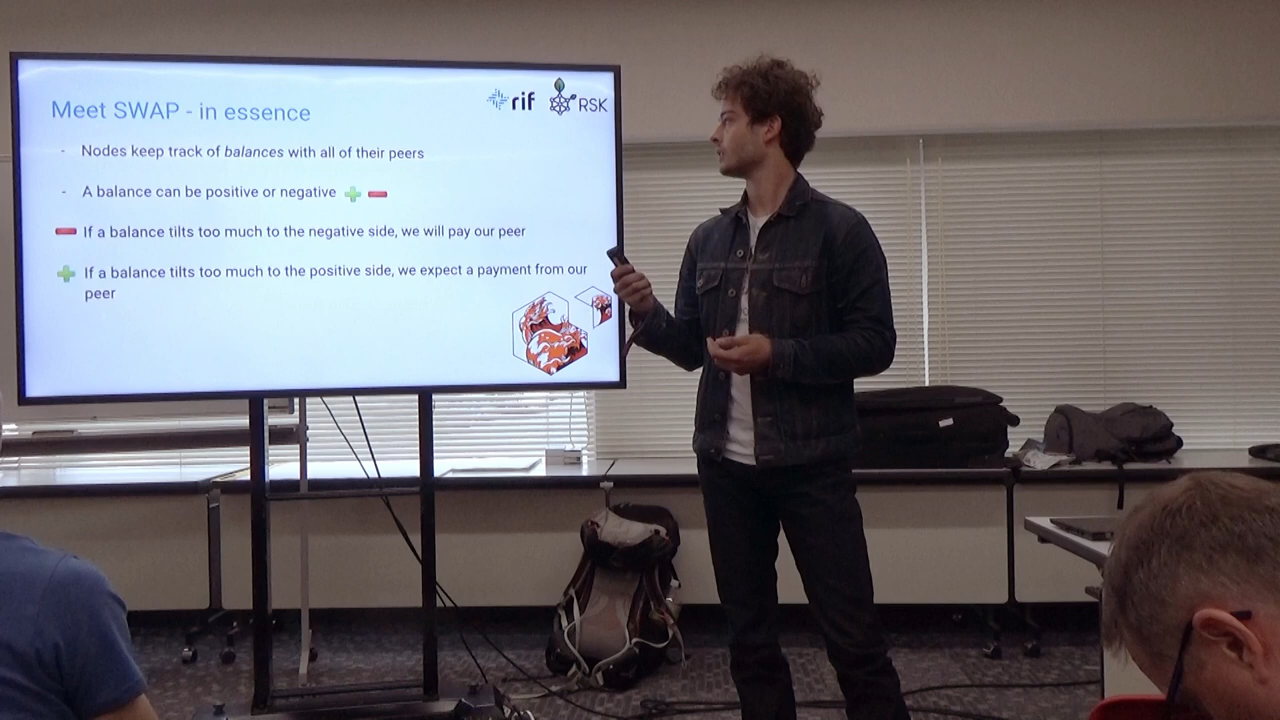 Meet SWAP - in essence
rif
RSK
- Nodes keep track of balances with all of their peers
- A balance can be positive or negative
If a balance tilts too much to the negative side, we will pay our peer
If a balance tilts too much to the positive side, we expect a payment from our
peer